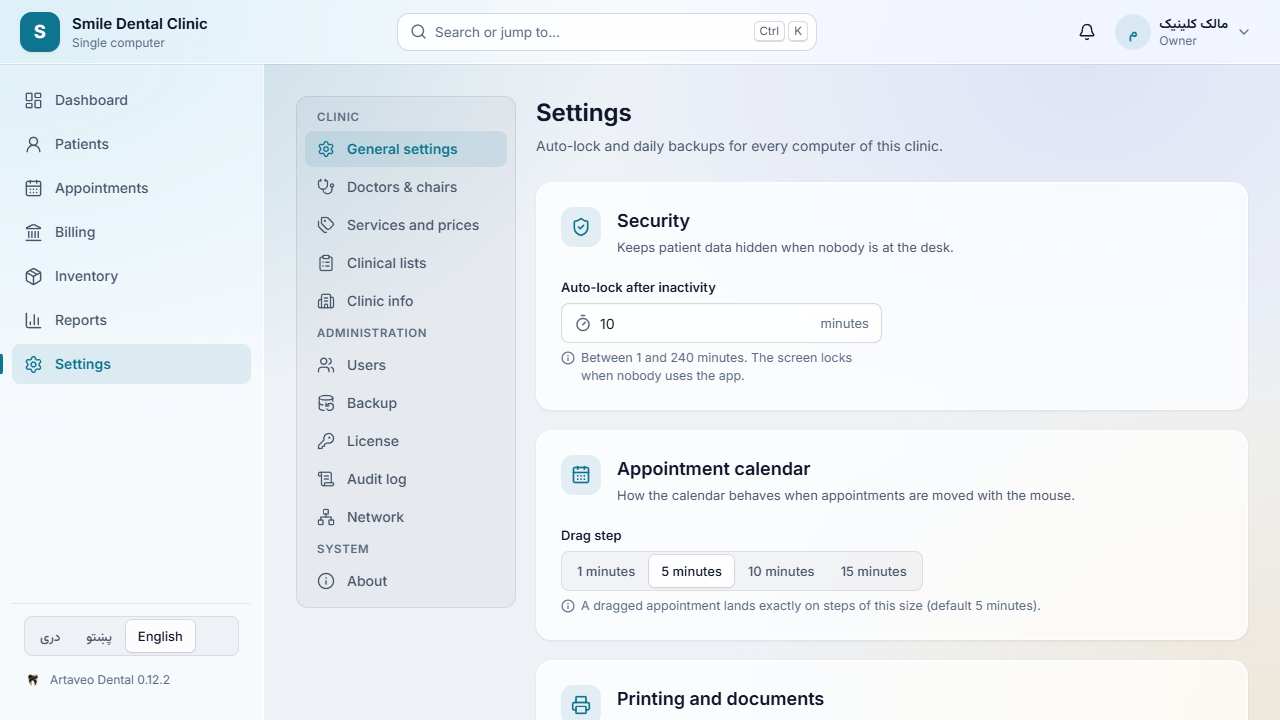 S
Smile Dental Clinic
Single computer
Search or jump to...
Ctrl K
م
مالک کلینیک
Owner
Dashboard
Patients
Appointments
Billing
Inventory
Reports
Settings
دری
پښتو
English
Artaveo Dental 0.12.2
CLINIC
General settings
Doctors & chairs
Services and prices
Clinical lists
Clinic info
ADMINISTRATION
Users
Backup
License
Audit log
Network
SYSTEM
About
Settings
Auto-lock and daily backups for every computer of this clinic.
Security
Keeps patient data hidden when nobody is at the desk.
Auto-lock after inactivity
10 minutes
Between 1 and 240 minutes. The screen locks
when nobody uses the app.
Appointment calendar
How the calendar behaves when appointments are moved with the mouse.
Drag step
1 minutes 5 minutes 10 minutes 15 minutes
A dragged appointment lands exactly on steps of this size (default 5 minutes).
Printing and documents